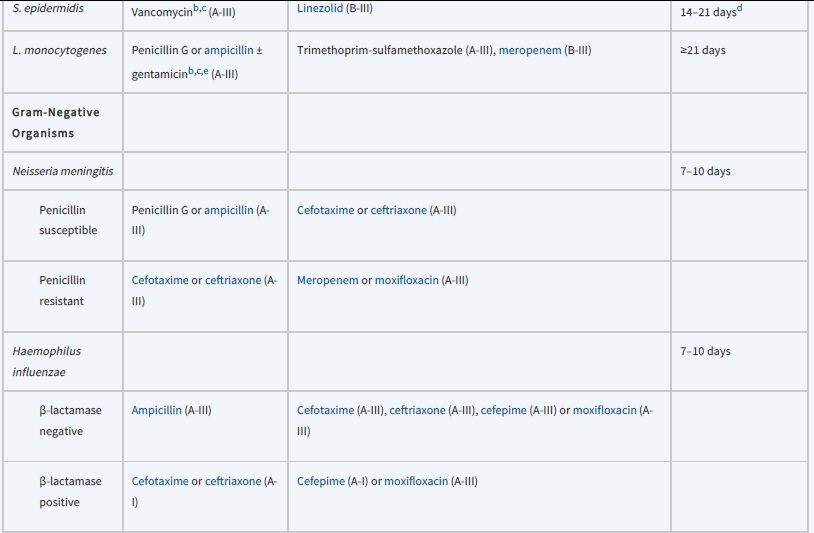 S. epidermidis
Vancomycinb,c (A-III)
Linezolid (B-III)
14–21 daysd
L. monocytogenes
Penicillin G or ampicillin ±
gentamicinb,c,e (A-III)
Trimethoprim-sulfamethoxazole (A-III), meropenem (B-III)
≥21 days
Gram-Negative
Organisms
Neisseria meningitis
7–10 days
Penicillin
susceptible
Penicillin G or ampicillin (A-
III)
Cefotaxime or ceftriaxone (A-III)
Penicillin
resistant
Cefotaxime or ceftriaxone (A-
III)
Meropenem or moxifloxacin (A-III)
Haemophilus
influenzae
7–10 days
β-lactamase
negative
Ampicillin (A-III)
Cefotaxime (A-III), ceftriaxone (A-III), cefepime (A-III) or moxifloxacin (A-
III)
β-lactamase
positive
Cefotaxime or ceftriaxone (A-
I)
Cefepime (A-I) or moxifloxacin (A-III)